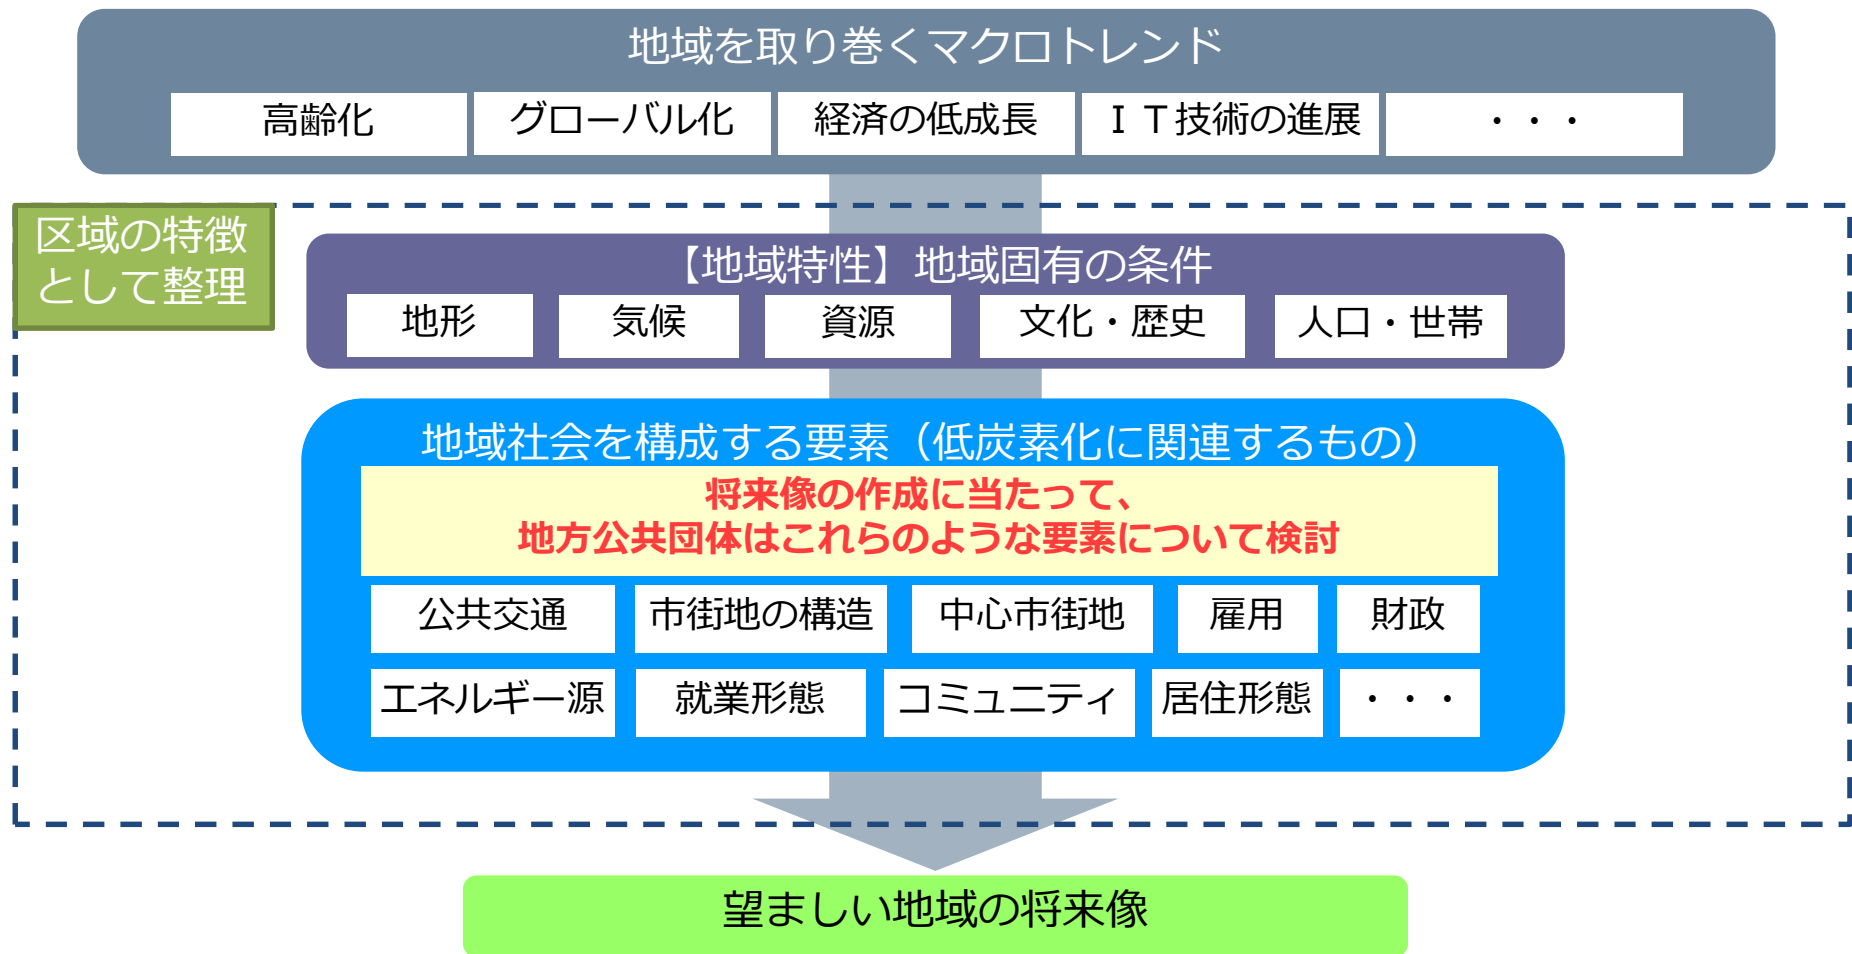 地域を取り巻くマクロトレンド
高齢化
グローバル化
経済の低成長
ＩＴ技術の進展
・・・
区域の特徴
として整理
【地域特性】地域固有の条件
地形
気候
資源
文化・歴史
人口・世帯
地域社会を構成する要素（低炭素化に関連するもの）
将来像の作成に当たって、
地方公共団体はこれらのような要素について検討
公共交通
市街地の構造
中心市街地
雇用
財政
エネルギー源
就業形態
コミュニティ
居住形態
・・・
望ましい地域の将来像